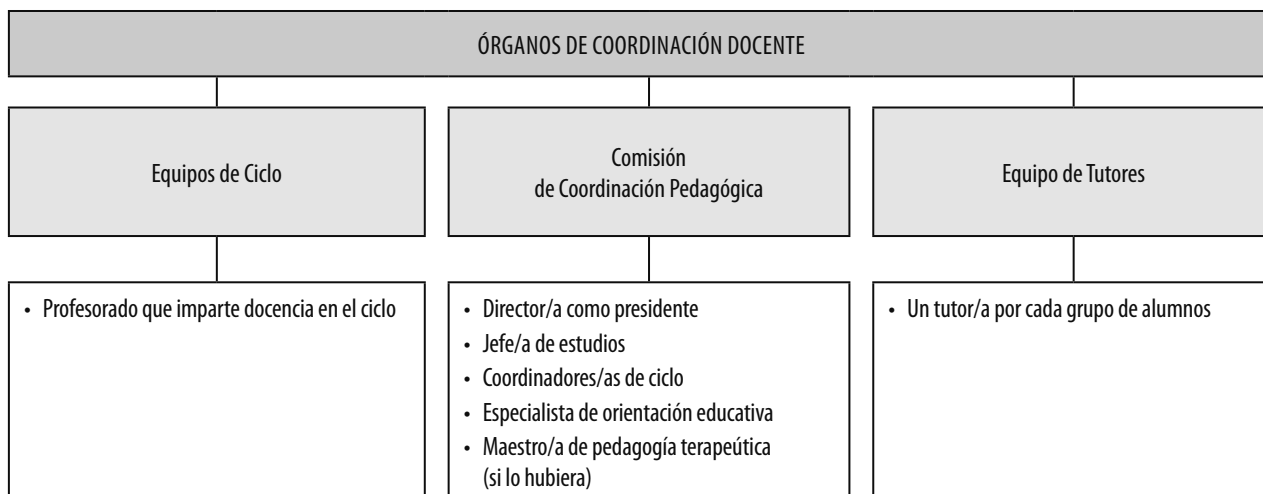 ÓRGANOS DE COORDINACIÓN DOCENTE
Equipos de Ciclo
Comisión
de Coordinación Pedagógica
Equipo de Tutores
• Profesorado que imparte docencia en el ciclo
• Director/a como presidente
• Jefe/a de estudios
• Coordinadores/as de ciclo
• Especialista de orientación educativa
• Maestro/a de pedagogía terapeútica
(si lo hubiera)
• Un tutor/a por cada grupo de alumnos